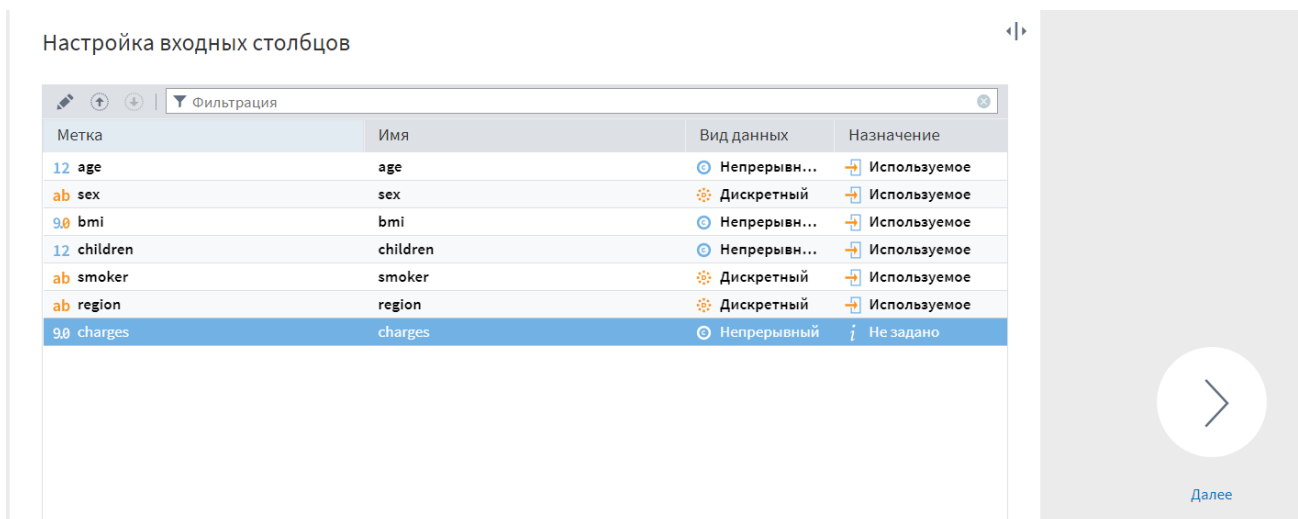 Настройка входных столбцов
Фильтрация
Метка Имя Вид данных Назначение
12 age age Непрерывн... Используемое
ab sex sex Дискретный Используемое
9.0 bmi bmi Непрерывн... Используемое
12 children children Непрерывн... Используемое
ab smoker smoker Дискретный Используемое
ab region region Дискретный Используемое
9.0 charges charges Непрерывный i Не задано
Далее